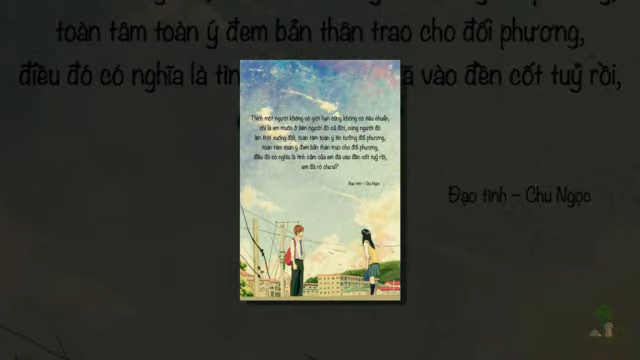 toàn tâm toàn ý đem bản thân trao cho đối phương,
điều đó có nghĩa là tìn ã vào đền cốt tuỷ rồi,
Thích một người không có giới hạn cũng không có tiêu chuẩn,
chỉ là em muốn ở bên người đó cả đời, cùng người đó
lên trời xuống đất, toàn tâm toàn ý tin tưởng đối phương,
toàn tâm toàn ý đem bản thân trao cho đối phương,
điều đó có nghĩa là tình cảm của em đã vào đền cốt tuỷ rồi,
em đã rõ chưa?
Đạo tình - Chu Ngọc
Đạo tình - Chu Ngọc